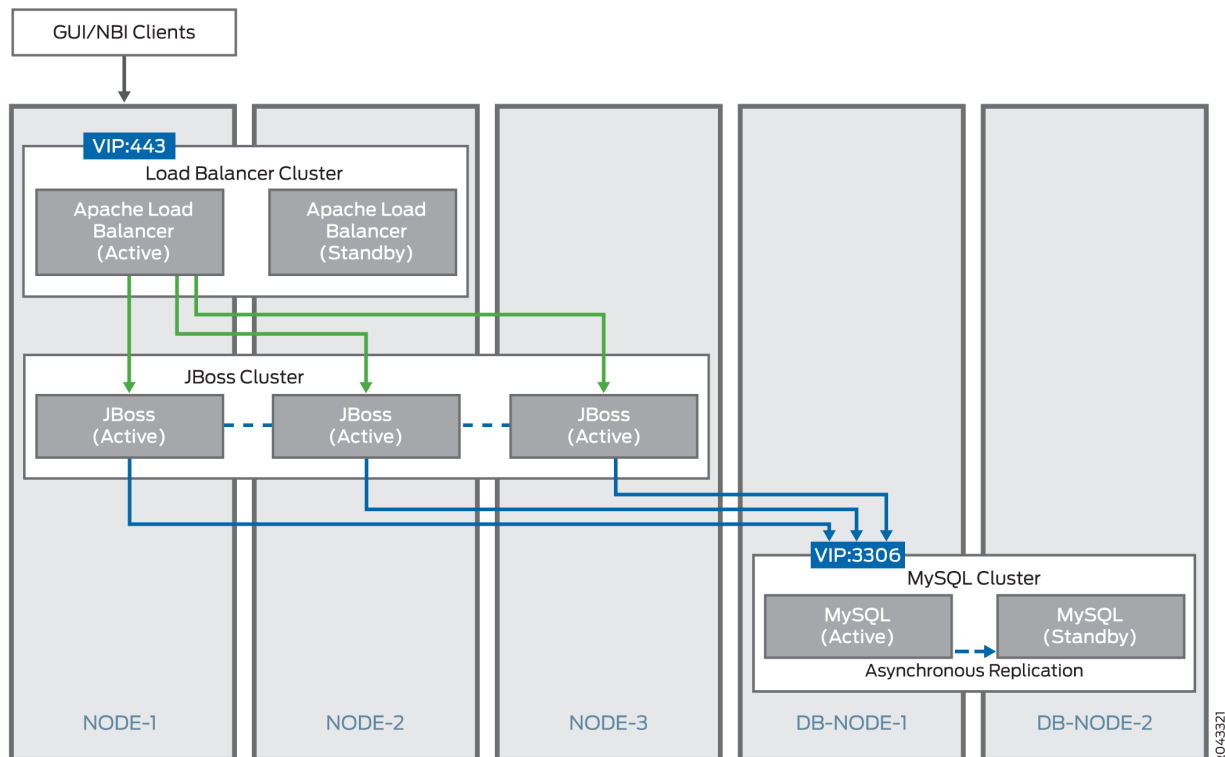 GUI/NBI Clients
VIP:443
Load Balancer Cluster
Apache Load
Balancer
(Active)
Apache Load
Balancer
(Standby)
JBoss Cluster
JBoss
(Active)
JBoss
(Active)
JBoss
(Active)
VIP:3306
MySQL Cluster
MySQL
(Active)
MySQL
(Standby)
Asynchronous Replication
NODE-1
NODE-2
NODE-3
DB-NODE-1
DB-NODE-2